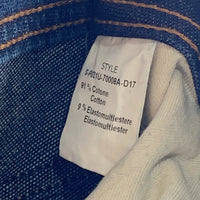 STYLE
91 % Cotone
Cotton
9 % Elastomultiestere
Elastomultiester